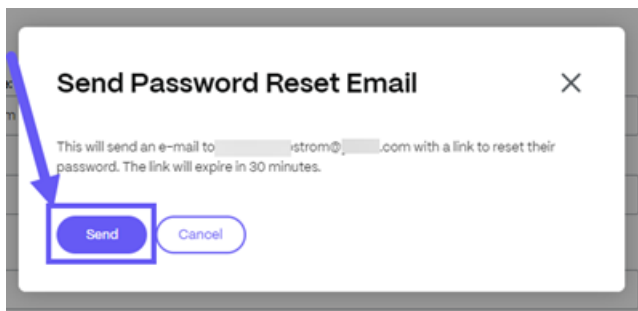 Send Password Reset Email
This will send an e-mail to strom@ .com with a link to reset their
password. The link will expire in 30 minutes.
Send Cancel